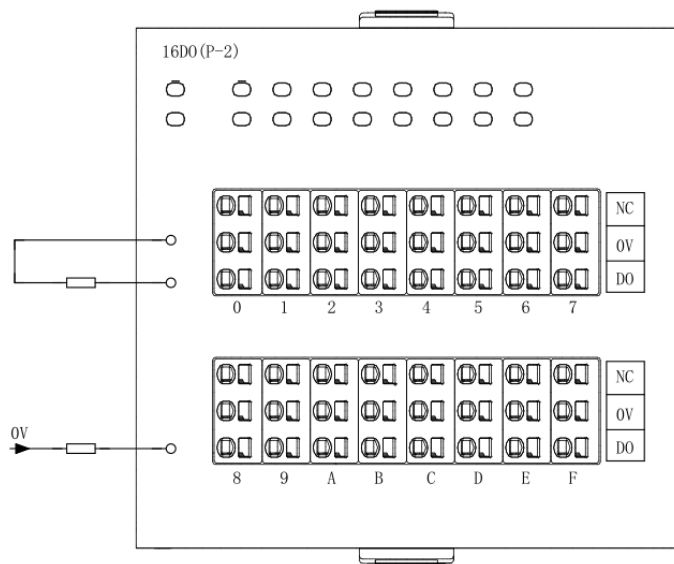 16DO(P-2)
NC
0V
DO
0 1 2 3 4 5 6 7
NC
0V
DO
0V
8 9 A B C D E F